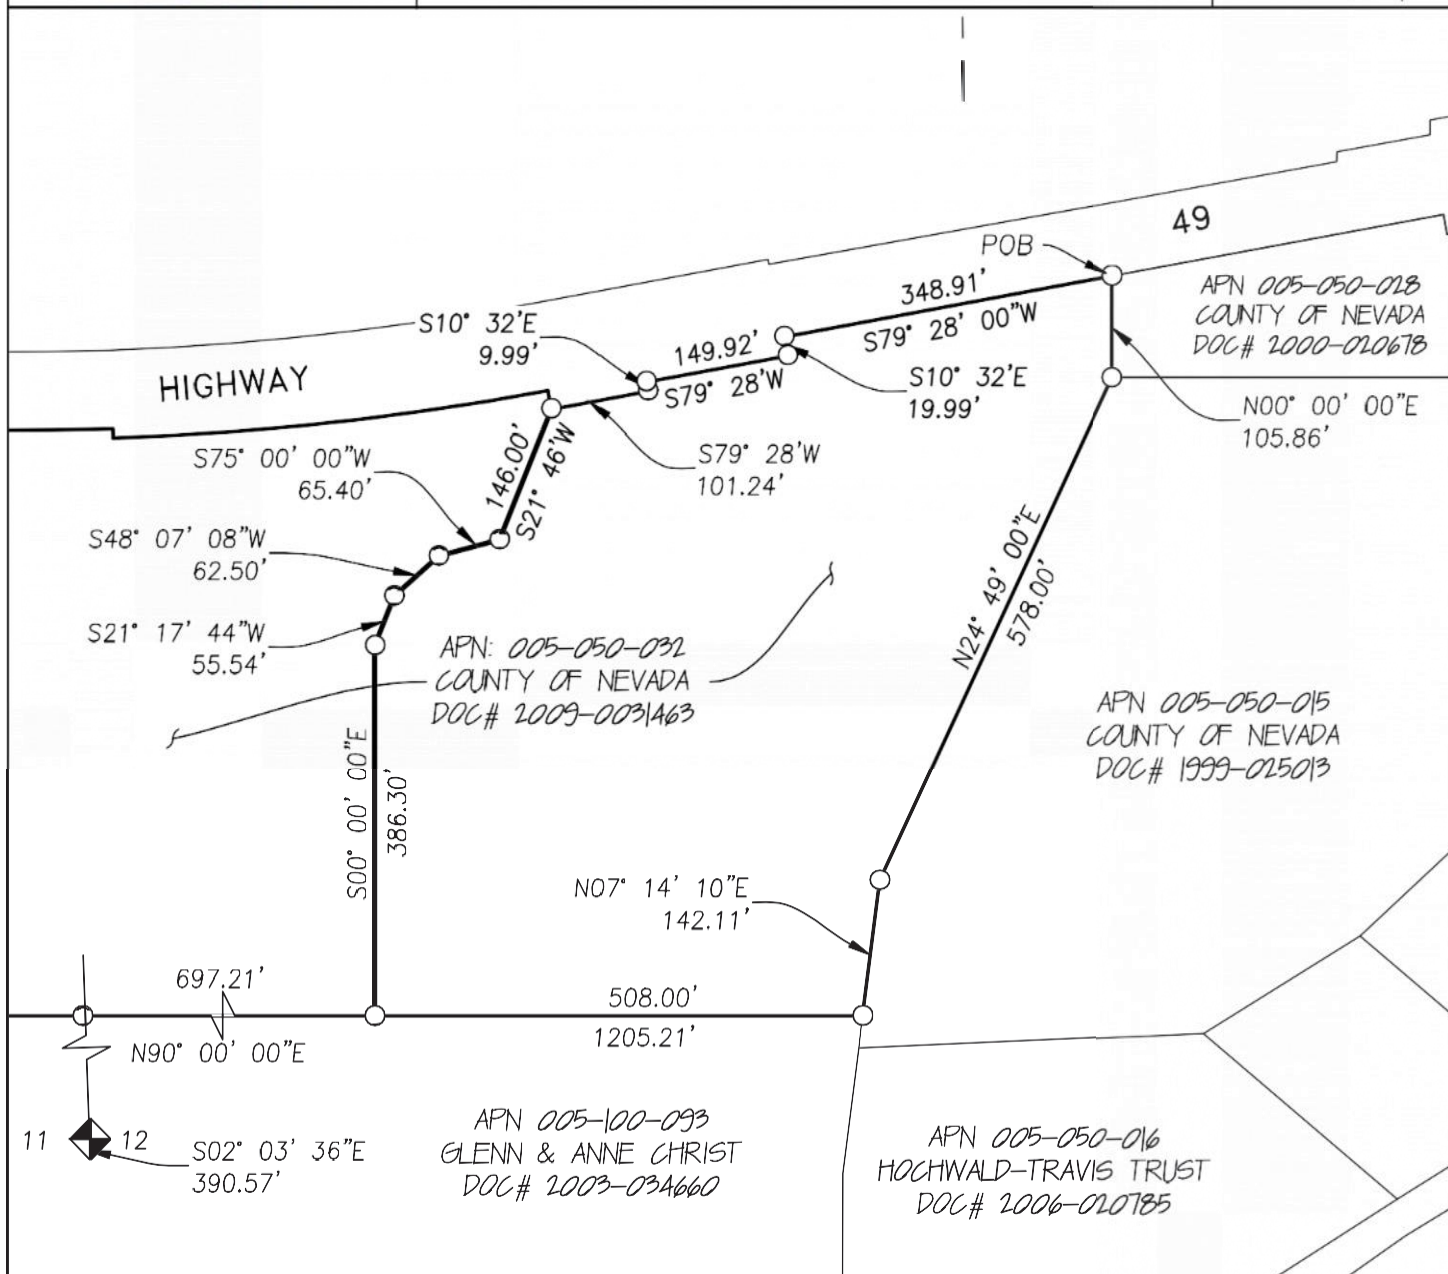 49
POB
348.91'
S79° 28' 00"W
APN 005-050-028
COUNTY OF NEVADA
DOC# 2000-020678
S10° 32'E
9.99'
149.92'
S79° 28'W
S10° 32'E
19.99'
HIGHWAY
N00° 00' 00"E
105.86'
S75° 00' 00"W
65.40'
146.00'
S21° 46'W
S79° 28'W
101.24'
S48° 07' 08"W
62.50'
N24° 49' 00"E
578.00'
S21° 17' 44"W
55.54'
APN: 005-050-032
COUNTY OF NEVADA
DOC# 2009-0031463
APN 005-050-015
COUNTY OF NEVADA
DOC# 1999-025013
S00° 00' 00"E
386.30'
N07° 14' 10"E
142.11'
697.21'
508.00'
1205.21'
N90° 00' 00"E
11
12
S02° 03' 36"E
390.57'
APN 005-100-093
GLENN & ANNE CHRIST
DOC# 2003-034660
APN 005-050-016
HOCHWALD-TRAVIS TRUST
DOC# 2006-020785